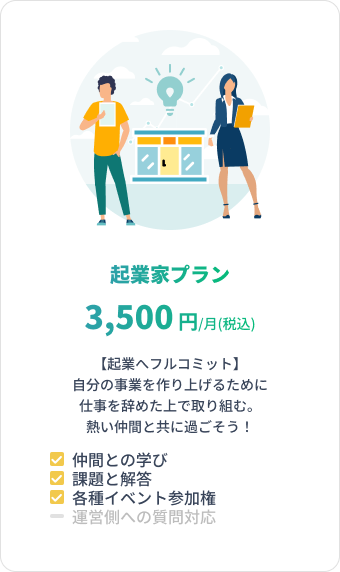 起業家プラン
3,500 円/月(税込)
【起業へフルコミット】
自分の事業を作り上げるために
仕事を辞めた上で取り組む。
熱い仲間と共に過ごそう！
仲間との学び
課題と解答
各種イベント参加権
運営側への質問対応